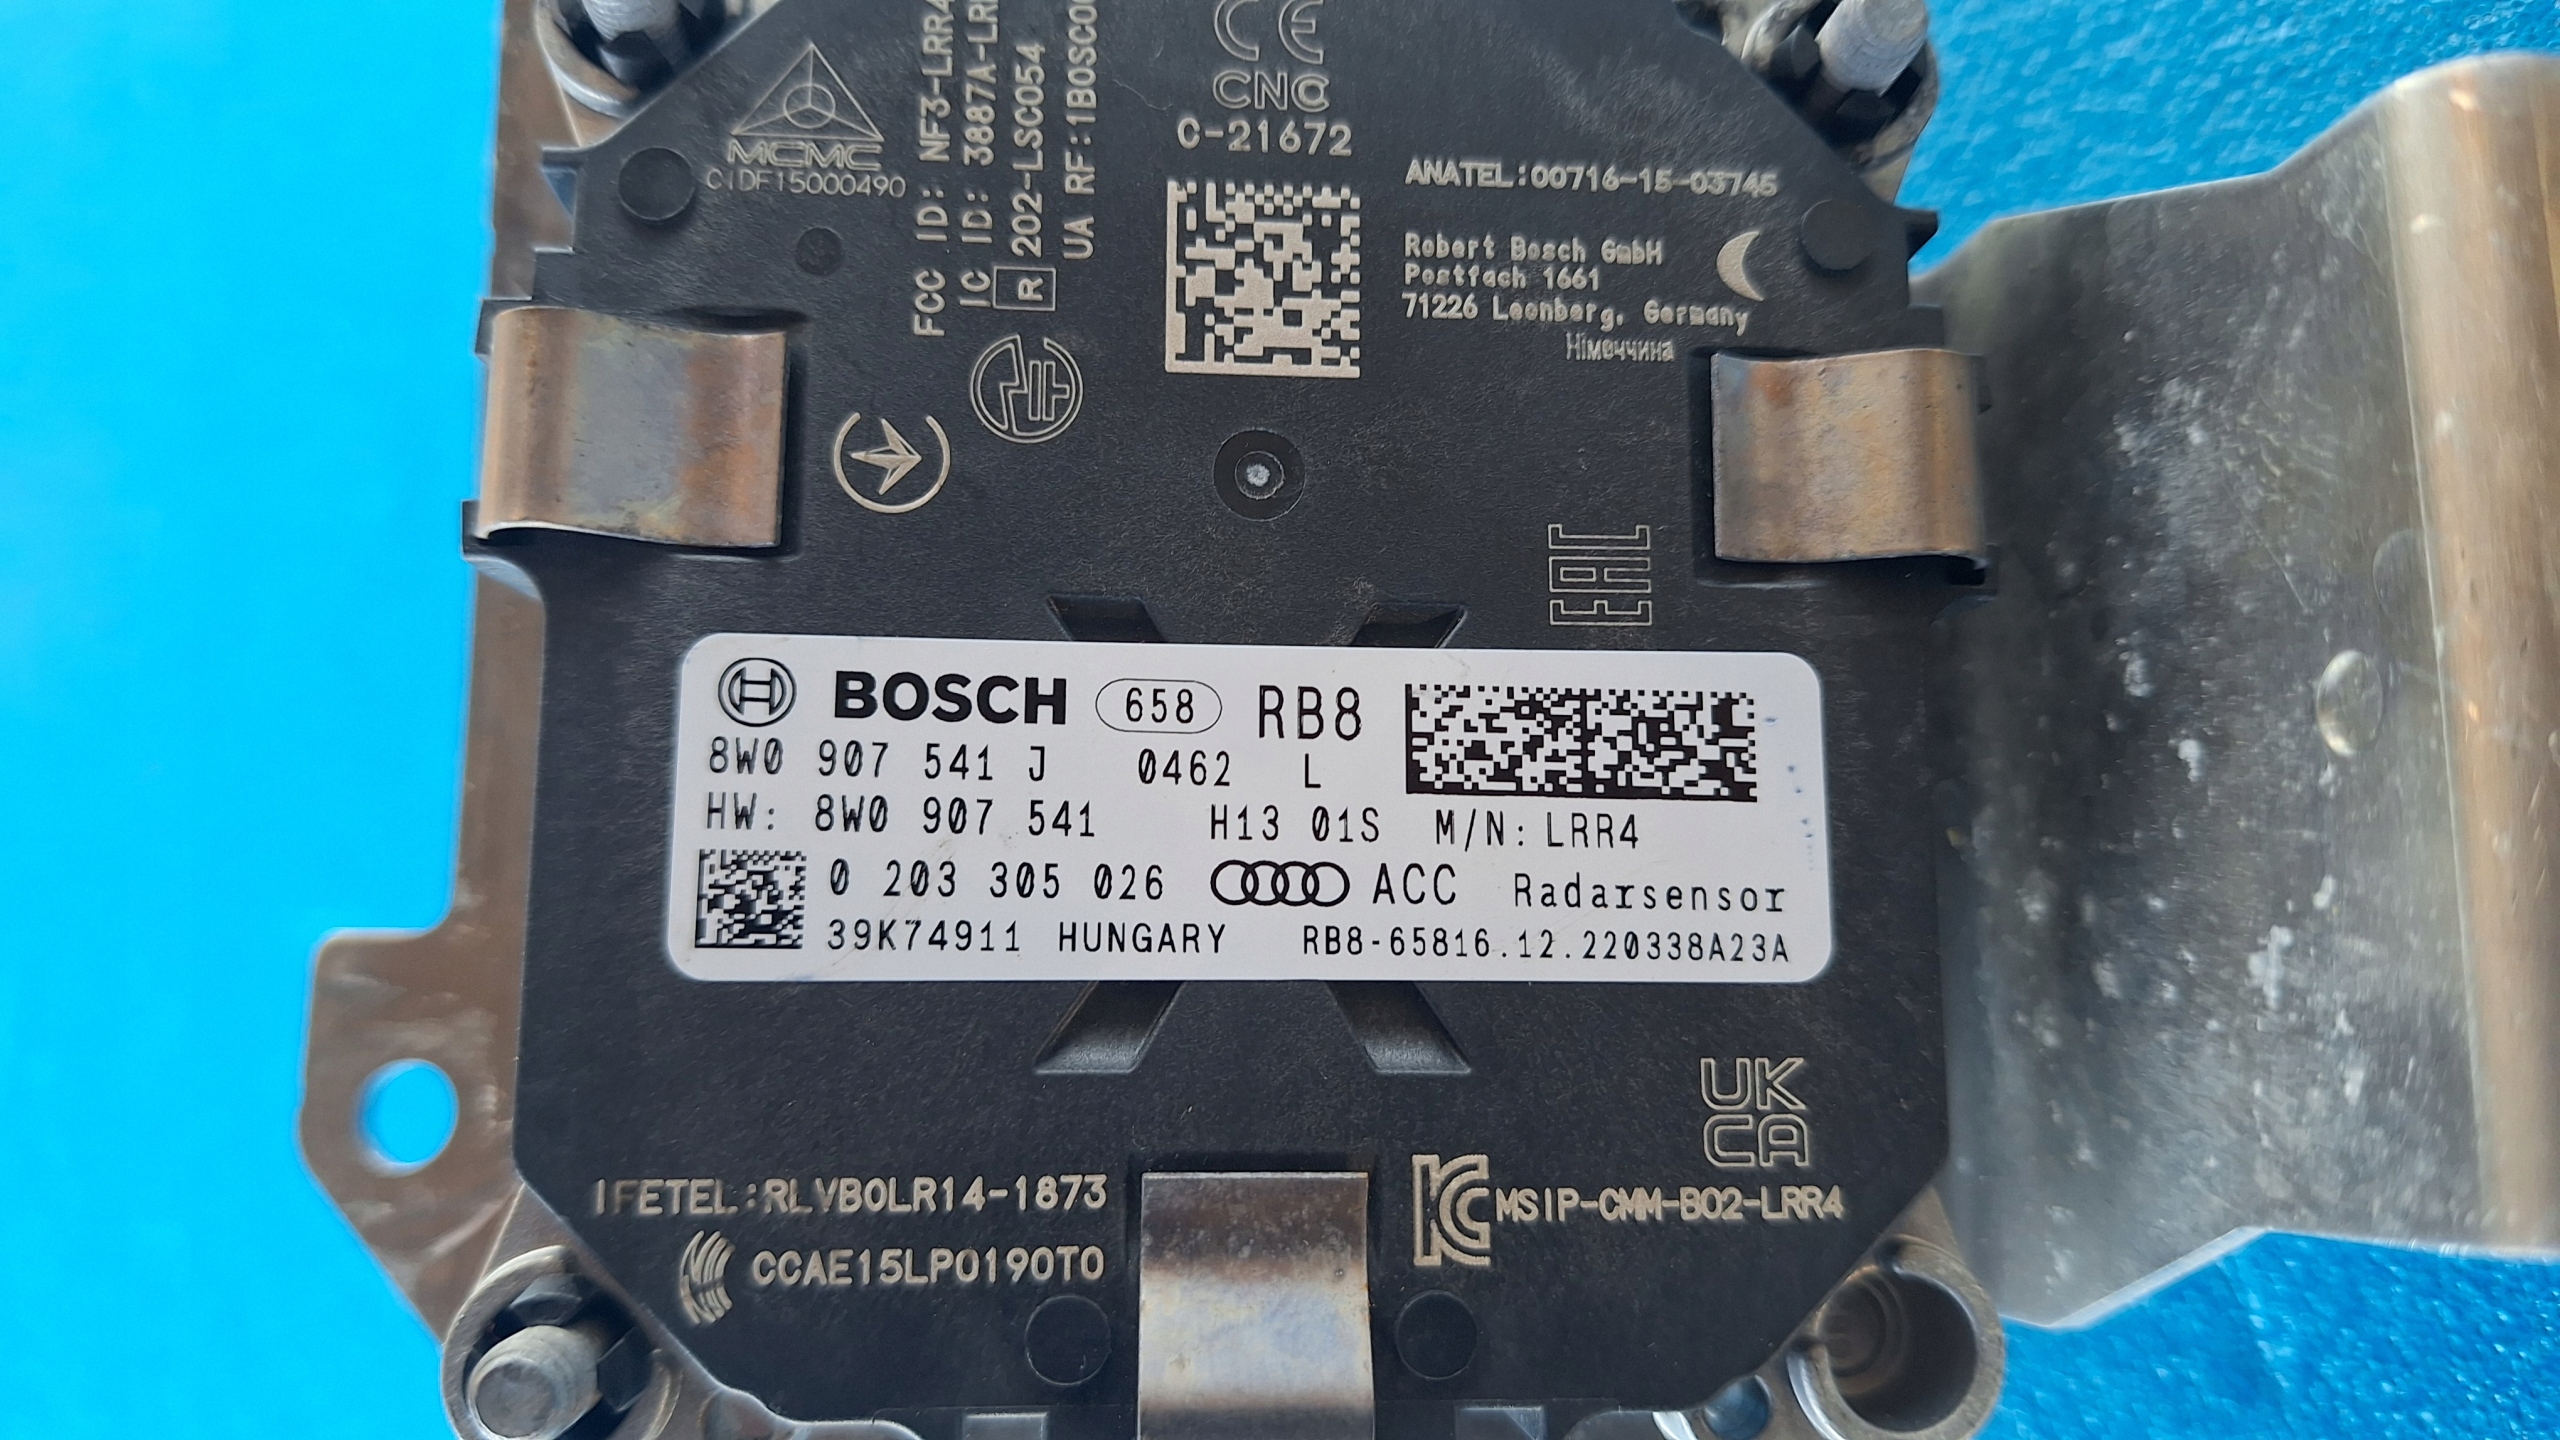 MCMC
CIDF15000490
FCC ID: NF3-LRR4
IC ID: 3887A-LRR
R 202-LSC054
UA RF:1BOSC00
CE
CNC
C-21672
ANATEL:00716-15-03745
Robert Bosch GmbH
Postfach 1661
71226 Leonberg, Germany
Німеччина
EAC
BOSCH 658 RB8
8W0 907 541 J 0462 L
HW: 8W0 907 541 H13 01S M/N: LRR4
0 203 305 026 ACC Radarsensor
39K74911 HUNGARY RB8-65816.12.220338A23A
UK
CA
IFETEL:RLVBOLR14-1873
CCAE15LP0190T0
KC MSIP-CMM-B02-LRR4